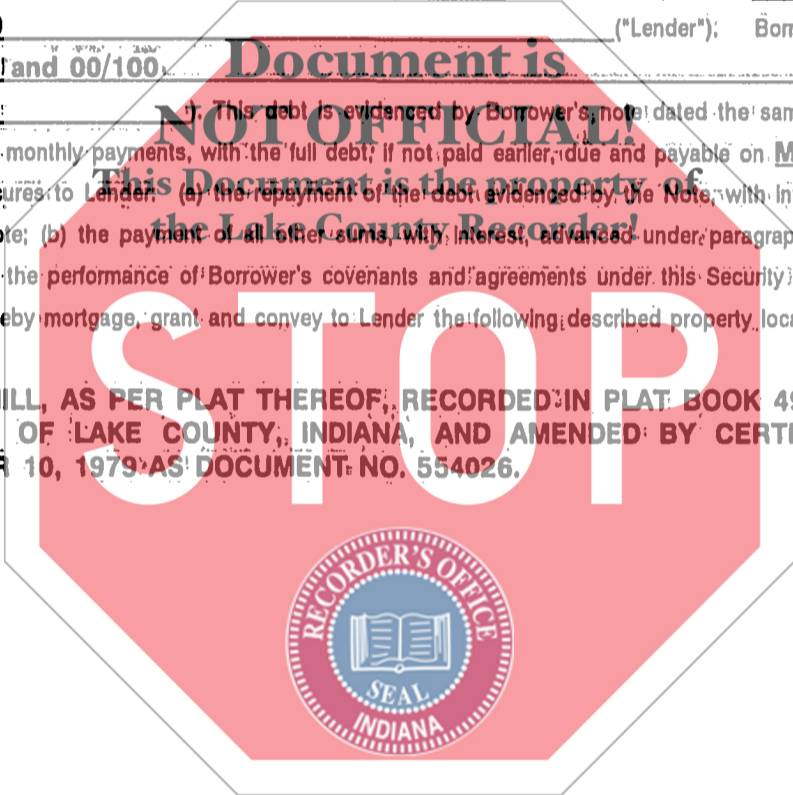 ("Lender"). Bor
and 00/100
Document is
). This debt is evidenced by Borrower's note dated the sam
NOT OFFICIAL!
monthly payments, with the full debt, if not paid earlier, due and payable on M
This Document is the property of
ures to Lender: (a) the repayment of the debt evidenced by the Note, with in
the Lake County Recorder!
te; (b) the payment of all other sums, with interest, advanced under paragrap
the performance of Borrower's covenants and agreements under this Security
eby mortgage, grant and convey to Lender the following described property loca
STOP
ILL, AS PER PLAT THEREOF, RECORDED IN PLAT BOOK 49
OF LAKE COUNTY, INDIANA, AND AMENDED BY CERTI
R 10, 1979 AS DOCUMENT NO. 554026.
RECORDER'S OFFICE
SEAL
INDIANA